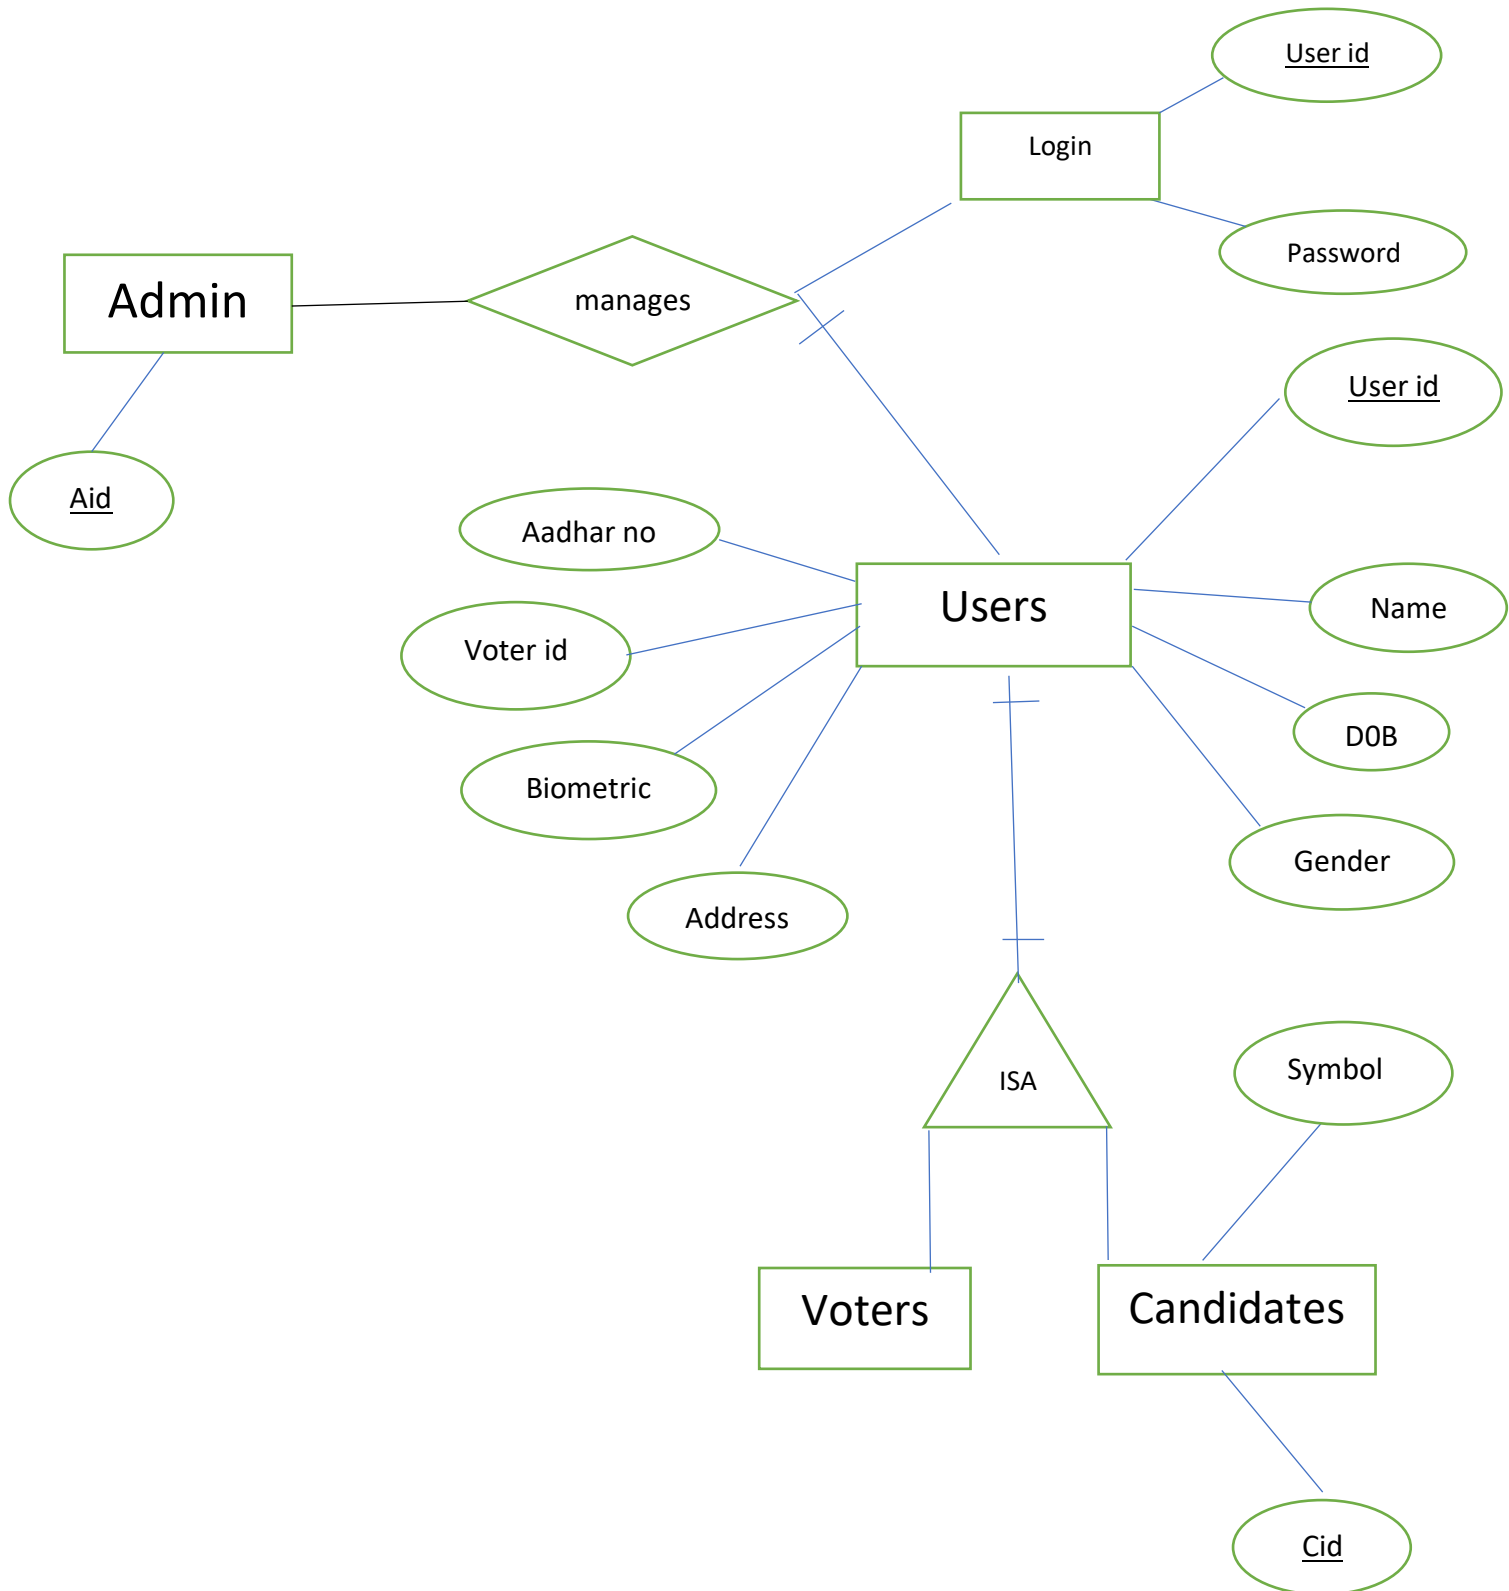 User id
Login
Password
Admin
manages
User id
Aid
Aadhar no
Users
Name
Voter id
D0B
Biometric
Gender
Address
Symbol
ISA
Voters
Candidates
Cid